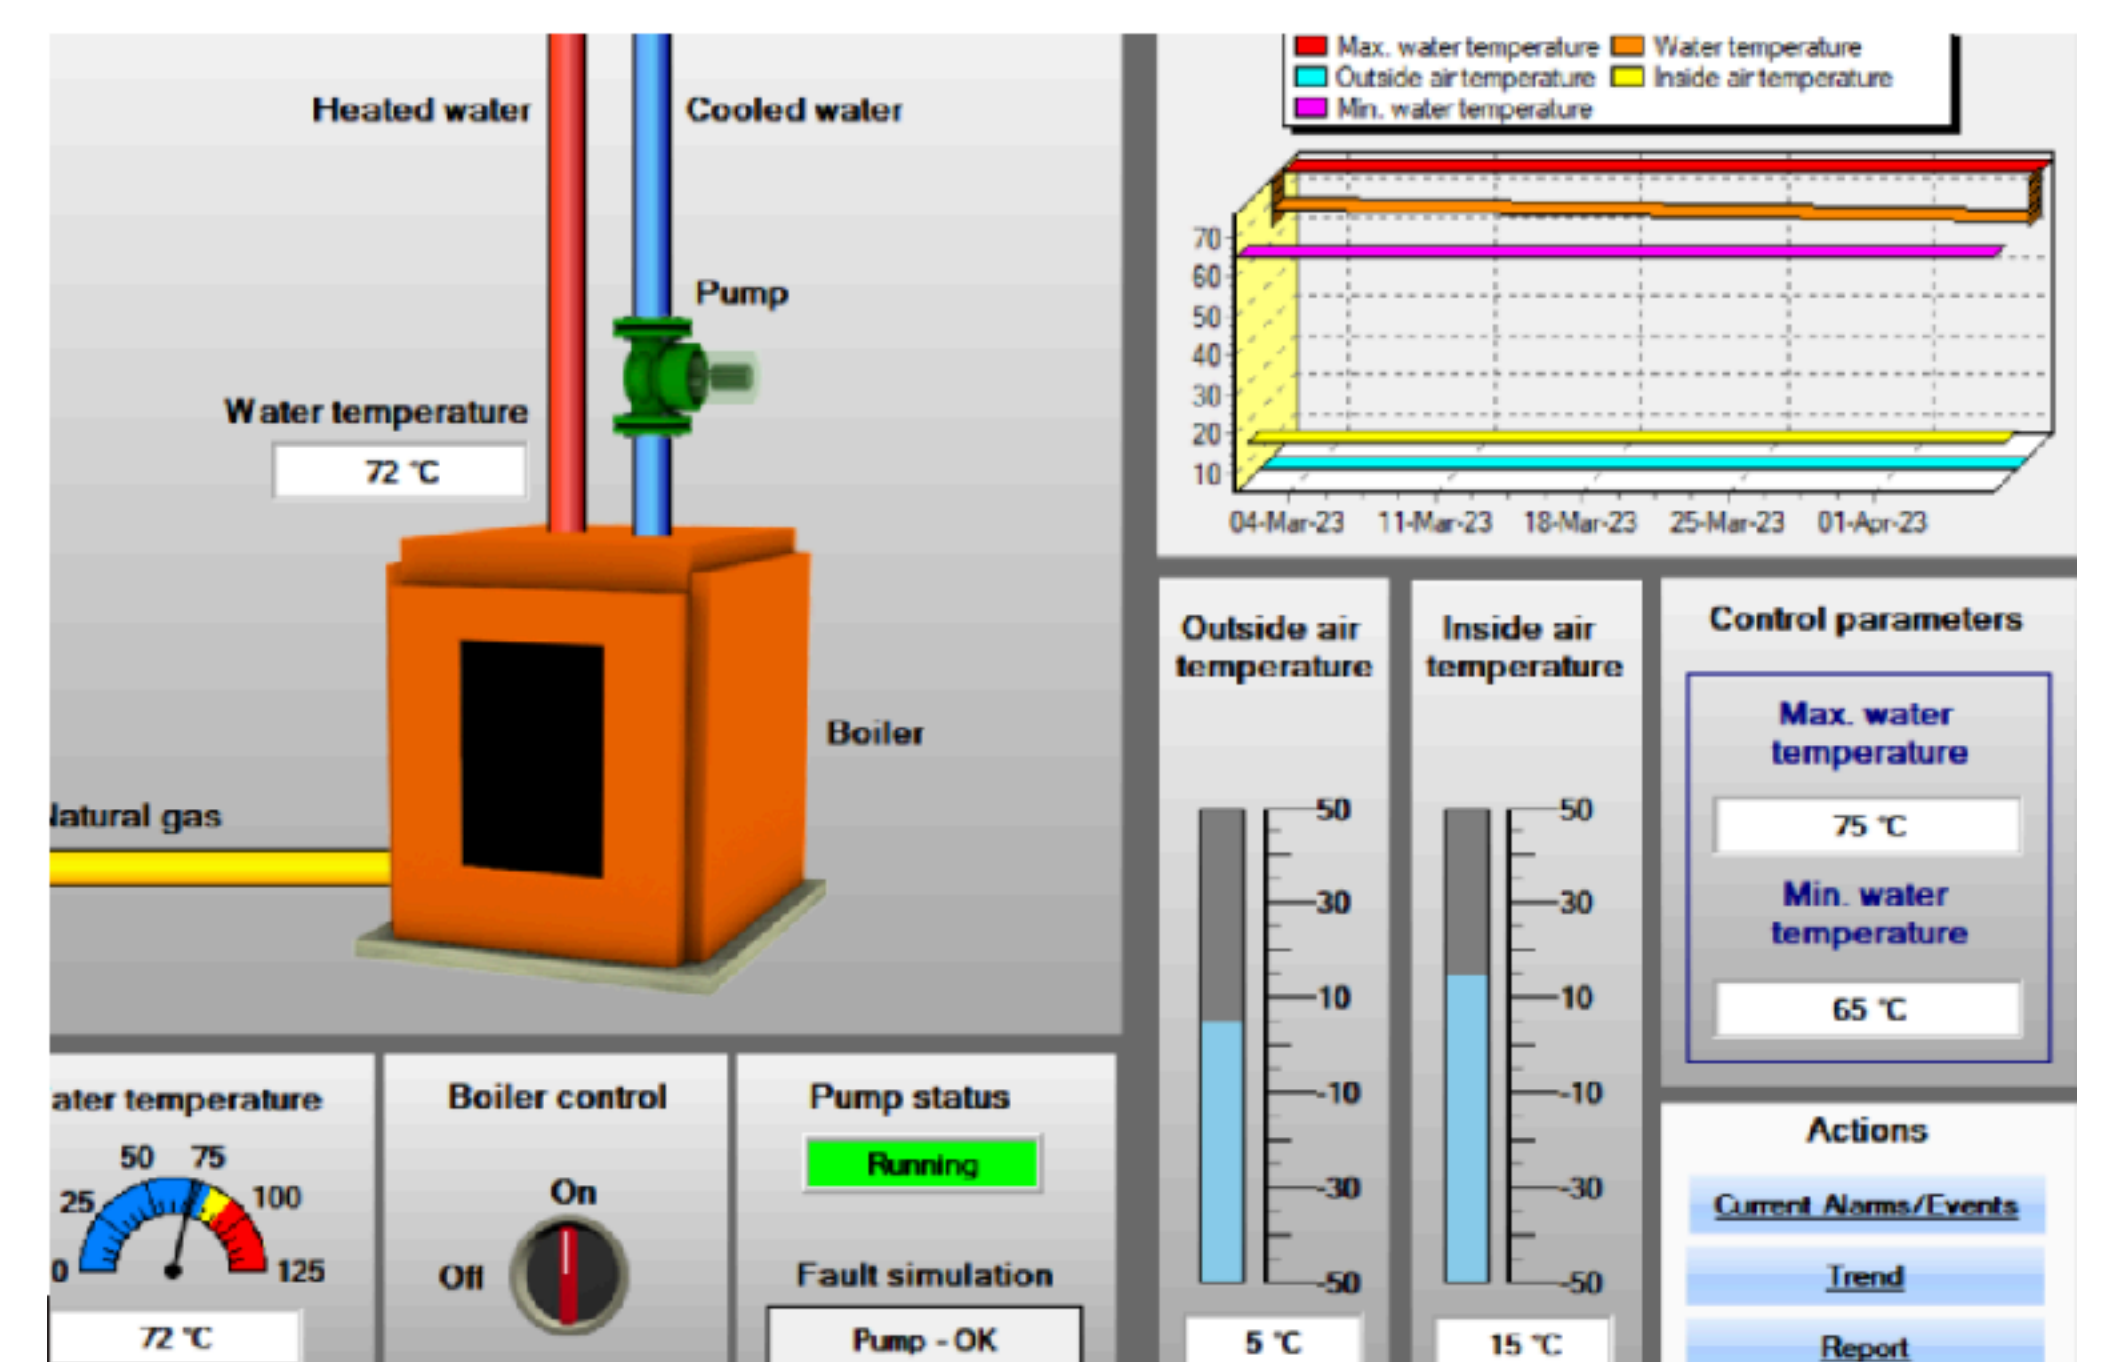 Heated water
Cooled water
Pump
Water temperature
72 °C
Boiler
Natural gas
Max. water temperature Water temperature
Outside air temperature Inside air temperature
Min. water temperature
70
60
50
40
30
20
10
04-Mar-23 11-Mar-23 18-Mar-23 25-Mar-23 01-Apr-23
Outside air
temperature
50
30
10
-10
-30
-50
5 °C
Inside air
temperature
50
30
10
-10
-30
-50
15 °C
Control parameters
Max. water
temperature
75 °C
Min. water
temperature
65 °C
ater temperature
0
25
50
75
100
125
72 °C
Boiler control
On
Off
Pump status
Running
Fault simulation
Pump - OK
Actions
Current Alarms/Events
Trend
Report